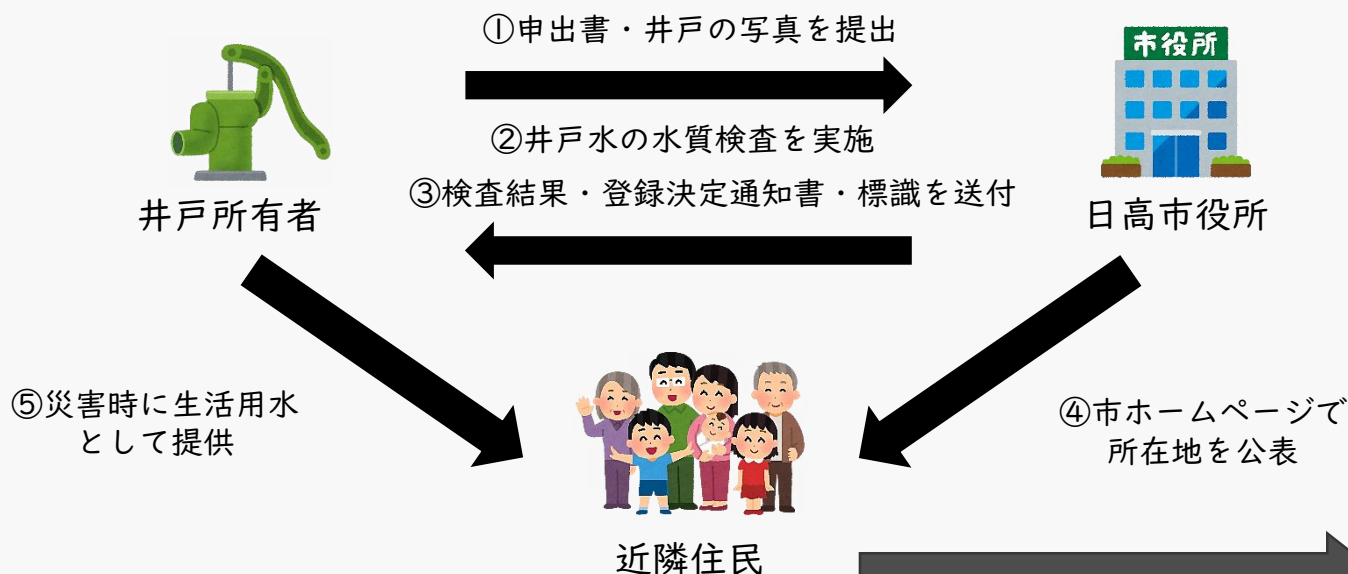 ①申出書・井戸の写真を提出
市役所
②井戸水の水質検査を実施
③検査結果・登録決定通知書・標識を送付
井戸所有者
日高市役所
⑤災害時に生活用水
として提供
④市ホームページで
所在地を公表
近隣住民